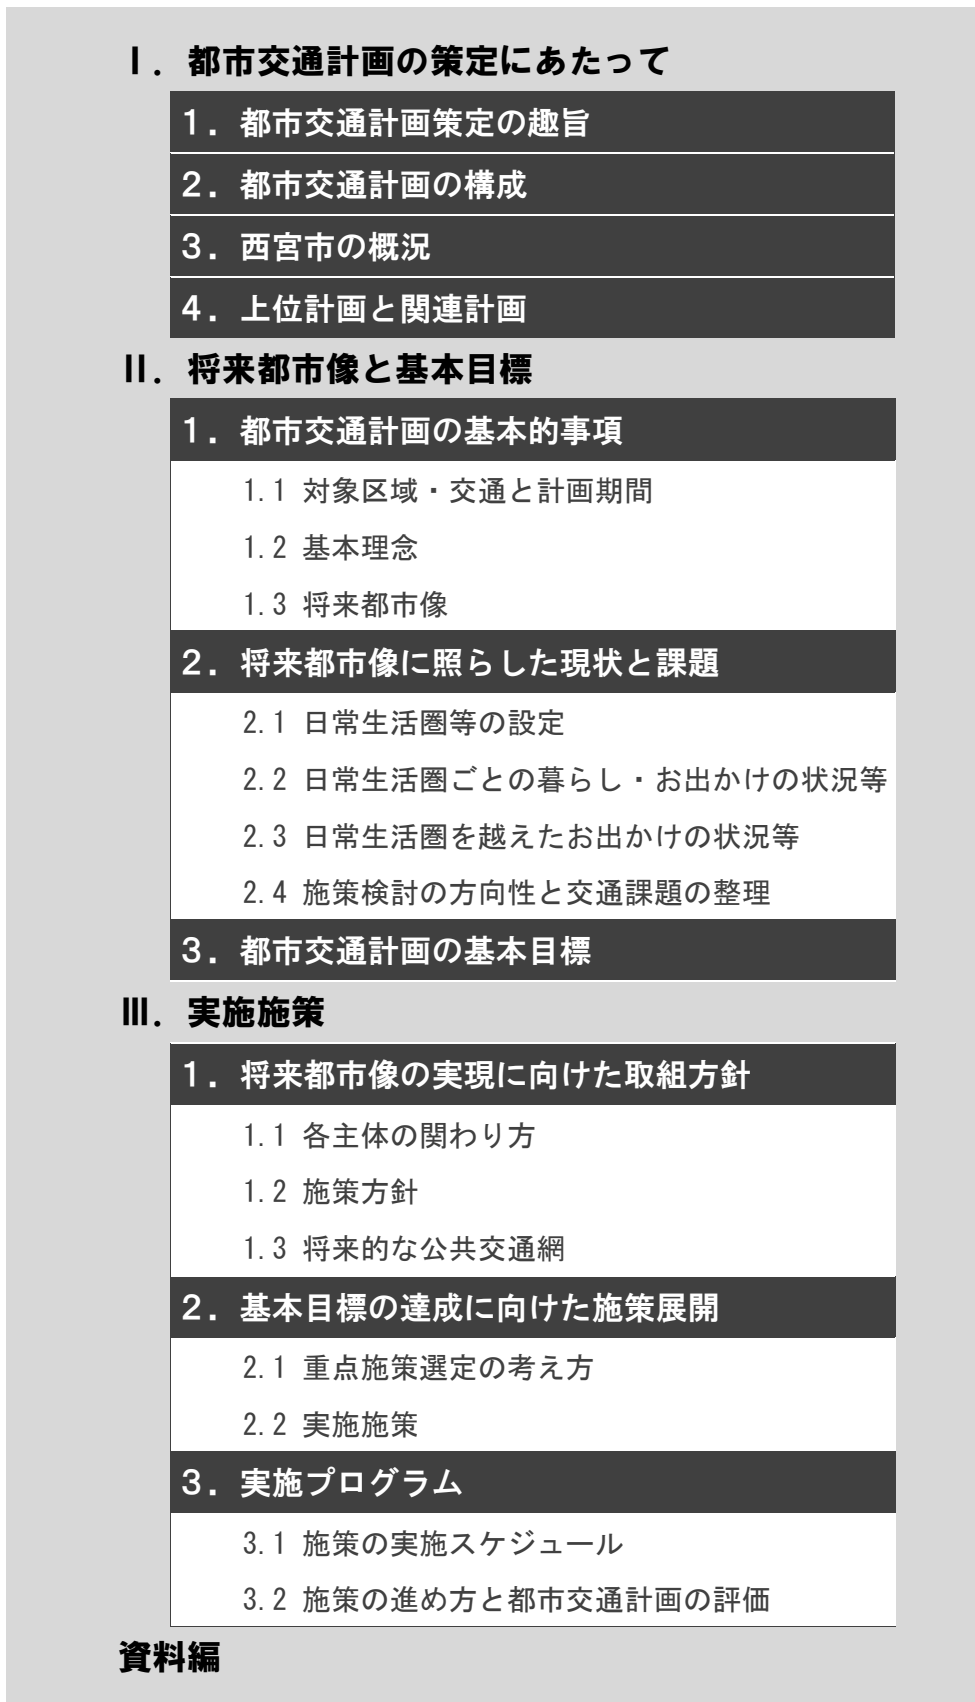 Ⅰ．都市交通計画の策定にあたって
１．都市交通計画策定の趣旨
２．都市交通計画の構成
３．西宮市の概況
４．上位計画と関連計画
Ⅱ．将来都市像と基本目標
１．都市交通計画の基本的事項
1.1 対象区域・交通と計画期間
1.2 基本理念
1.3 将来都市像
２．将来都市像に照らした現状と課題
2.1 日常生活圏等の設定
2.2 日常生活圏ごとの暮らし・お出かけの状況等
2.3 日常生活圏を越えたお出かけの状況等
2.4 施策検討の方向性と交通課題の整理
３．都市交通計画の基本目標
Ⅲ．実施施策
１．将来都市像の実現に向けた取組方針
1.1 各主体の関わり方
1.2 施策方針
1.3 将来的な公共交通網
２．基本目標の達成に向けた施策展開
2.1 重点施策選定の考え方
2.2 実施施策
３．実施プログラム
3.1 施策の実施スケジュール
3.2 施策の進め方と都市交通計画の評価
資料編